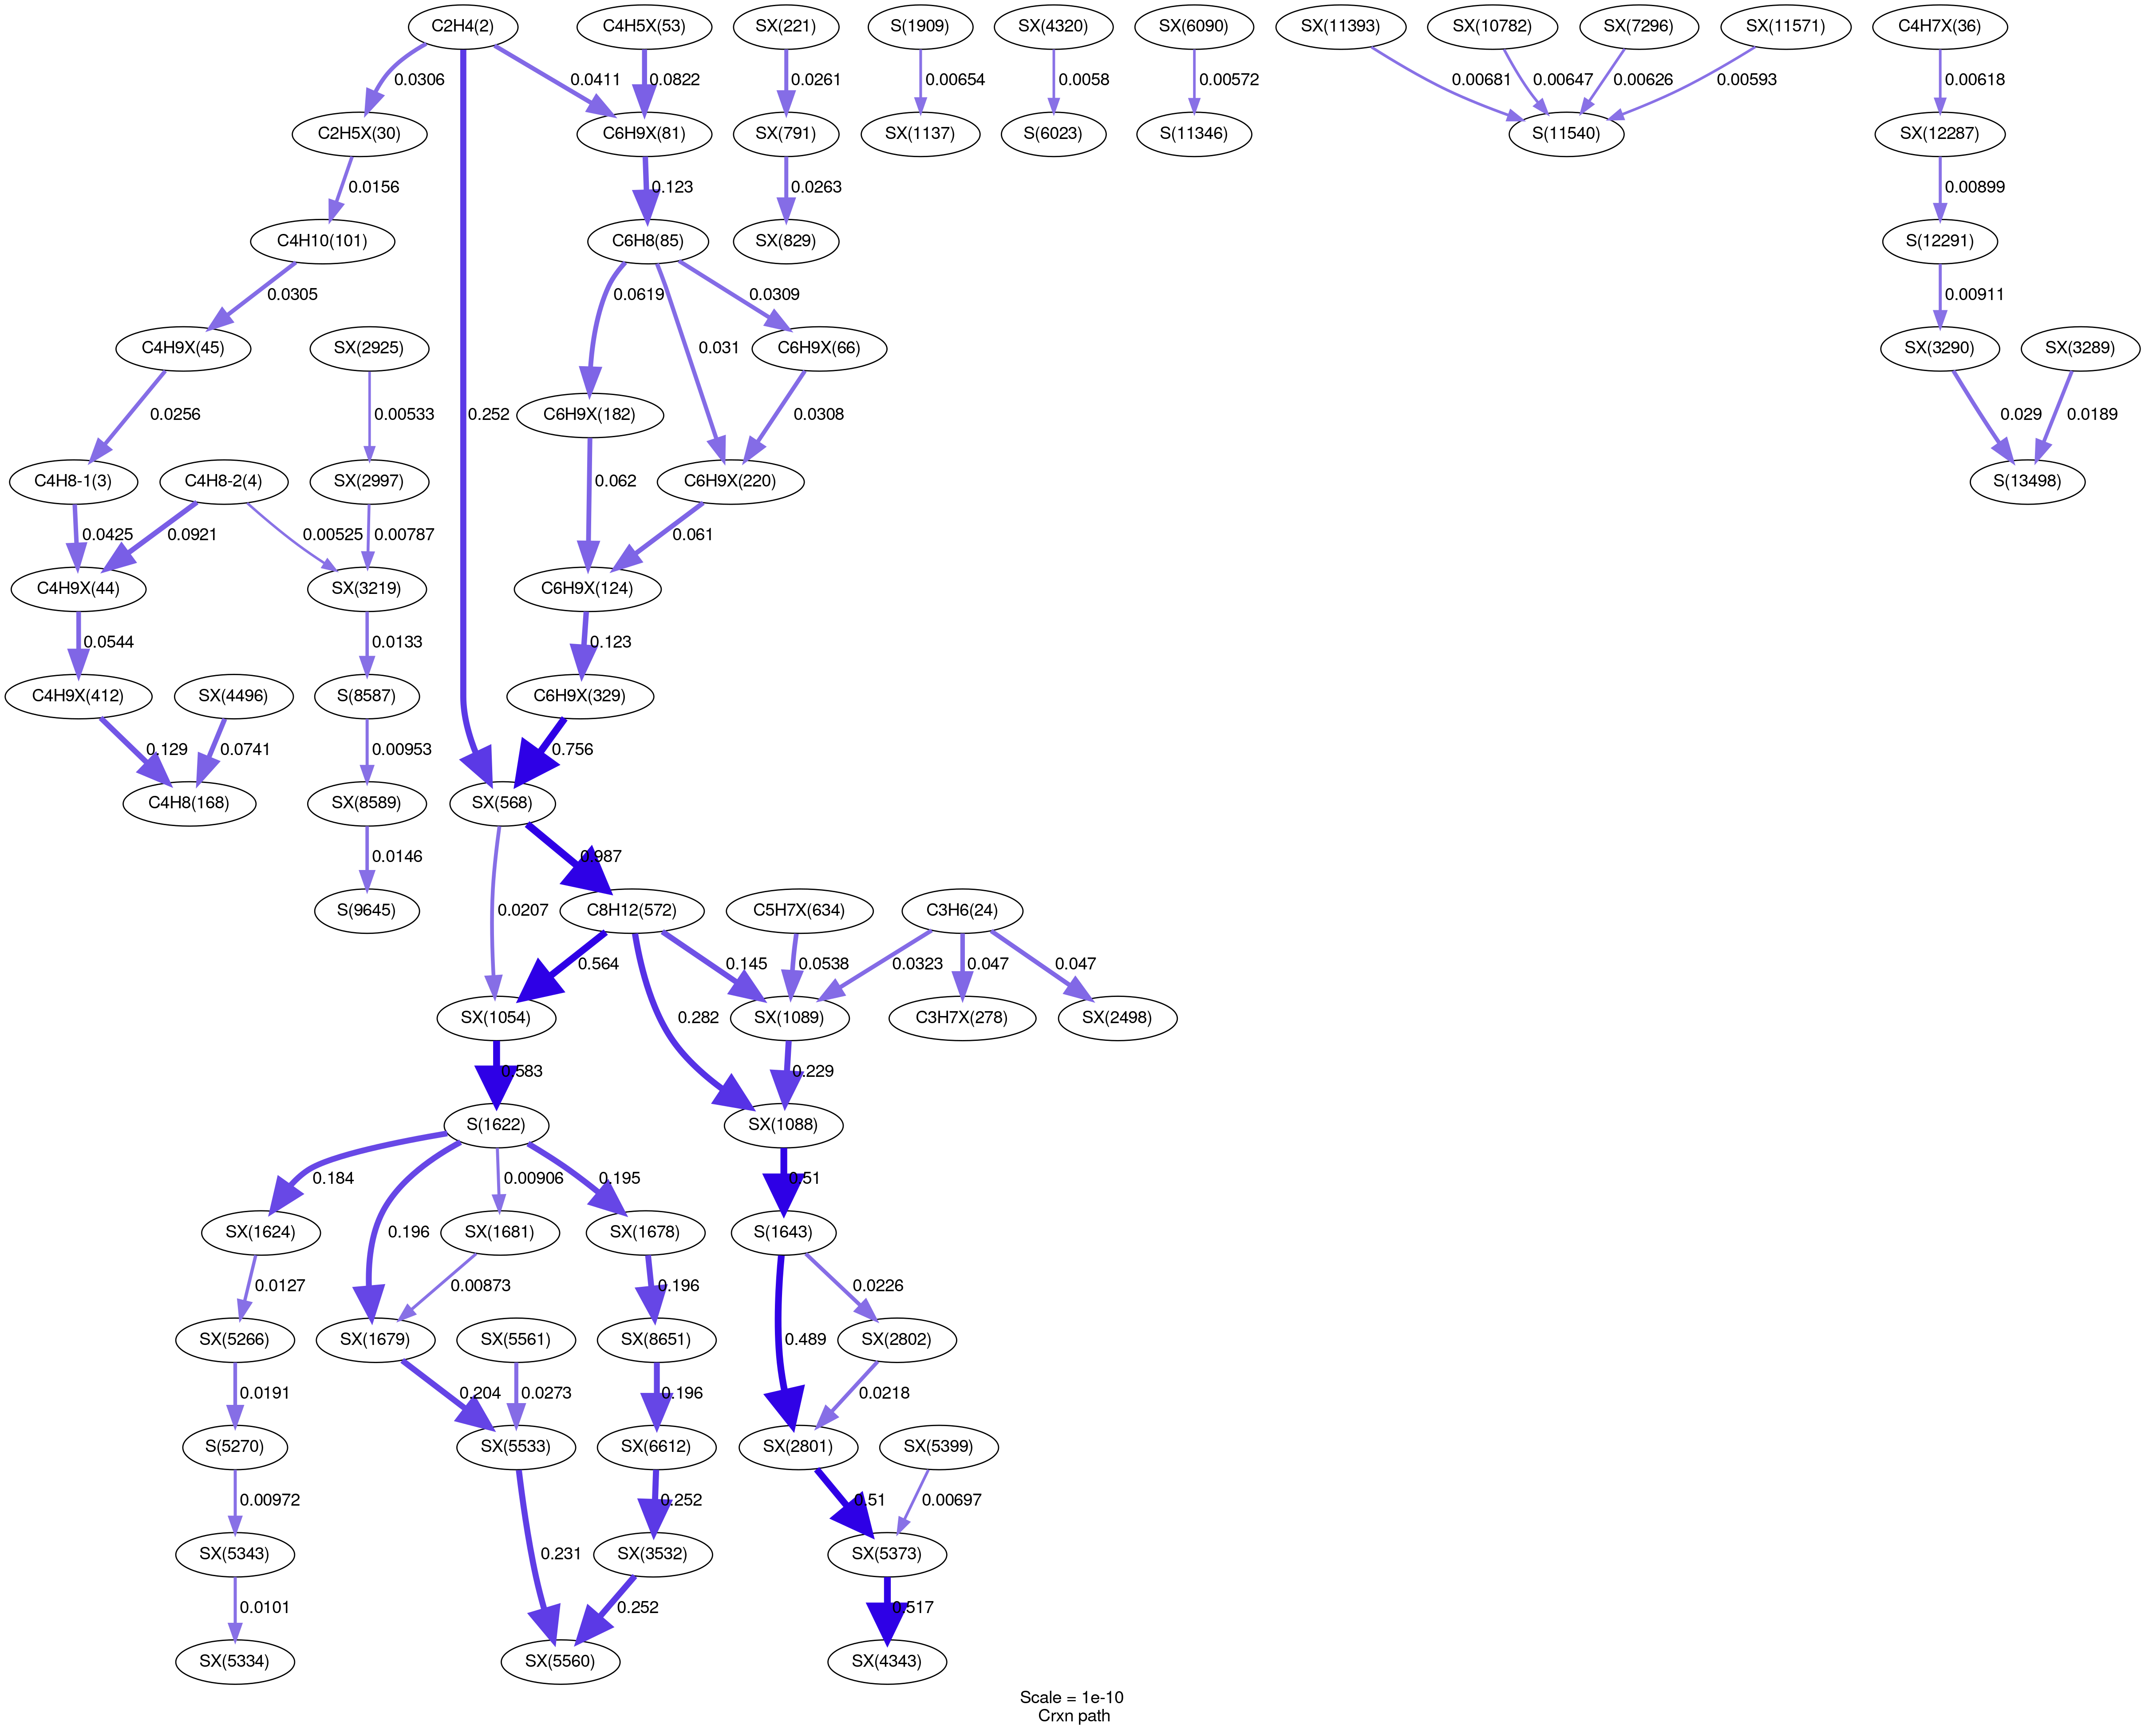 C2H4(2)
C4H5X(53)
SX(221)
S(1909)
SX(4320)
SX(6090)
SX(11393)
SX(10782)
SX(7296)
SX(11571)
C4H7X(36)
0.0306
0.0411
0.0822
0.0261
0.00654
0.0058
0.00572
0.00681
0.00647
0.00626
0.00593
0.00618
C2H5X(30)
C6H9X(81)
SX(791)
SX(1137)
S(6023)
S(11346)
S(11540)
SX(12287)
0.0156
0.123
0.0263
0.00899
C4H10(101)
C6H8(85)
SX(829)
S(12291)
0.0305
0.0619
0.0309
0.00911
C4H9X(45)
SX(2925)
0.031
C6H9X(66)
SX(3290)
SX(3289)
0.0256
0.00533
0.252
0.0308
0.029
0.0189
C6H9X(182)
C4H8-1(3)
C4H8-2(4)
SX(2997)
0.062
C6H9X(220)
S(13498)
0.0425
0.0921
0.00525
0.00787
0.061
C4H9X(44)
SX(3219)
C6H9X(124)
0.0544
0.0133
0.123
C4H9X(412)
SX(4496)
S(8587)
C6H9X(329)
0.129
0.0741
0.00953
0.756
C4H8(168)
SX(8589)
SX(568)
0.0146
0.987
S(9645)
0.0207
C8H12(572)
C5H7X(634)
C3H6(24)
0.564
0.145
0.0538
0.0323
0.047
0.047
SX(1054)
0.282
SX(1089)
C3H7X(278)
SX(2498)
0.583
0.229
S(1622)
SX(1088)
0.184
0.00906
0.195
0.51
SX(1624)
0.196
SX(1681)
SX(1678)
S(1643)
0.0127
0.00873
0.196
0.0226
SX(5266)
SX(1679)
SX(5561)
SX(8651)
0.489
SX(2802)
0.0191
0.204
0.0273
0.196
0.0218
S(5270)
SX(5533)
SX(6612)
SX(2801)
SX(5399)
0.00972
0.252
0.51
0.00697
SX(5343)
0.231
SX(3532)
SX(5373)
0.0101
0.252
0.517
SX(5334)
SX(5560)
SX(4343)
Scale = 1e-10
Crxn path